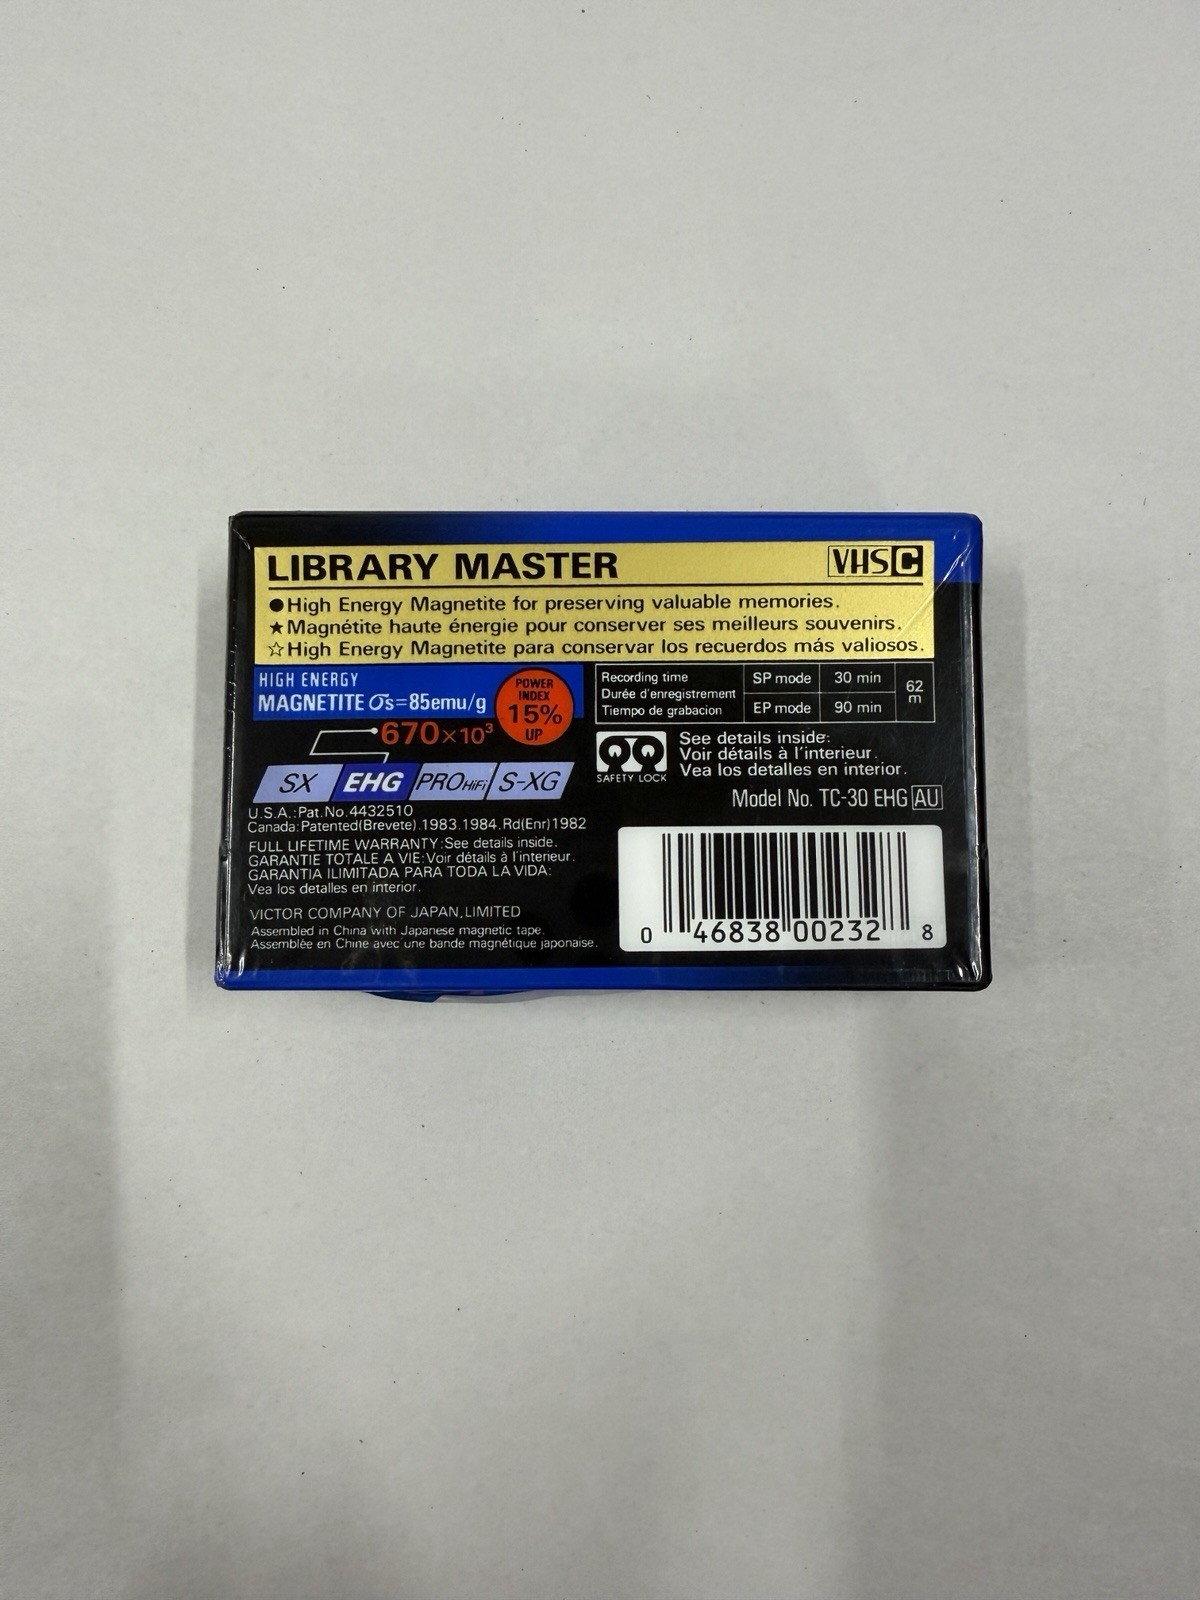 LIBRARY MASTER VHS C
●High Energy Magnetite for preserving valuable memories.
★Magnétite haute énergie pour conserver ses meilleurs souvenirs.
☆High Energy Magnetite para conservar los recuerdos más valiosos.
HIGH ENERGY
MAGNETITE σs=85emu/g
POWER
INDEX
15%
UP
670×10³
SX EHG PRO HiFi S-XG
U.S.A.:Pat.No.4432510
Canada:Patented(Brevete).1983.1984.Rd(Enr)1982
FULL LIFETIME WARRANTY:See details inside.
GARANTIE TOTALE A VIE:Voir détails à l'interieur.
GARANTIA ILIMITADA PARA TODA LA VIDA:
Vea los detalles en interior.
VICTOR COMPANY OF JAPAN,LIMITED
Assembled in China with Japanese magnetic tape.
Assemblée en Chine avec une bande magnétique japonaise.
Recording time
Durée d'enregistrement
Tiempo de grabacion
SP mode 30 min
EP mode 90 min
62
m
SAFETY LOCK
See details inside.
Voir détails à l'interieur.
Vea los detalles en interior.
Model No. TC-30 EHG AU
0 46838 00232 8